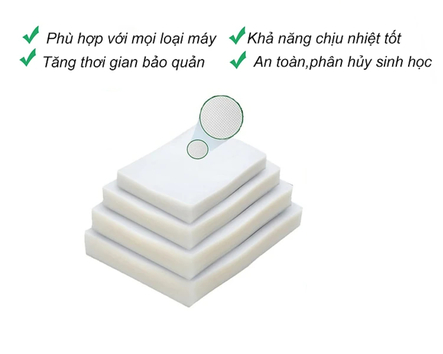 Phù hợp với mọi loại máy
Khả năng chịu nhiệt tốt
Tăng thơi gian bảo quản
An toàn,phân hủy sinh học